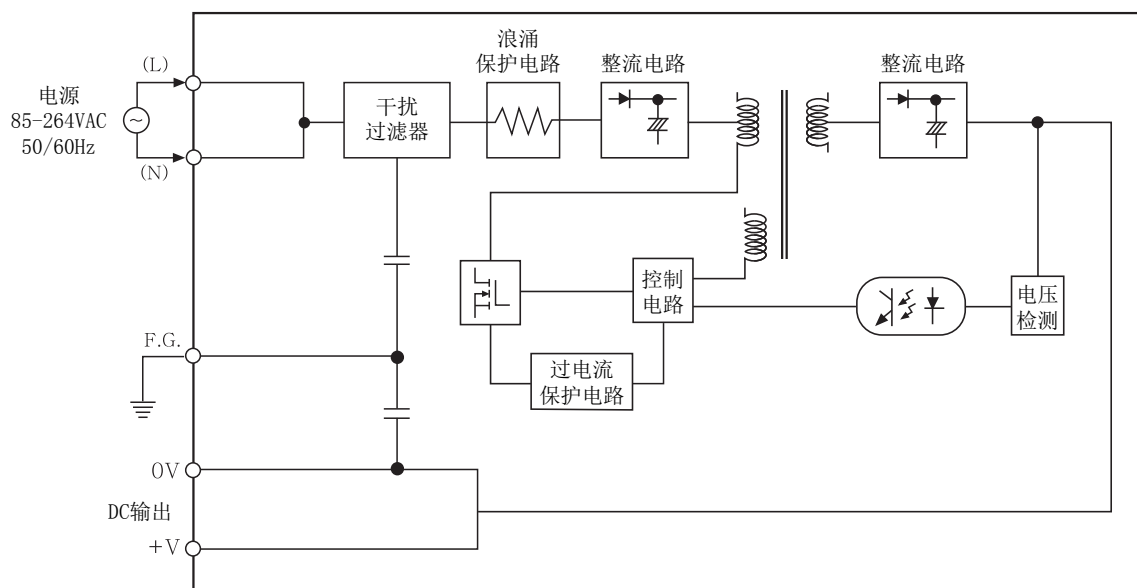 浪涌
保护电路
整流电路
整流电路
(L)
电源
85-264VAC
50/60Hz
~
(N)
干扰
过滤器
控制
电路
电压
检测
F.G.
过电流
保护电路
0V
DC输出
+V